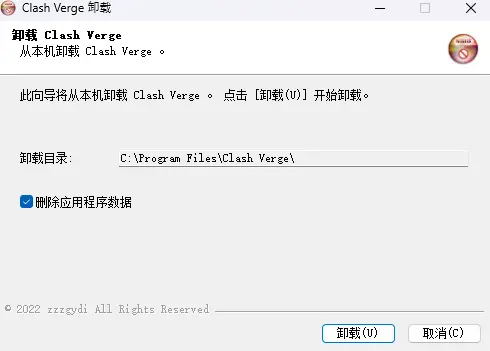 Clash Verge 卸载
卸载 Clash Verge
从本机卸载 Clash Verge 。
此向导将从本机卸载 Clash Verge 。 点击 [卸载(U)] 开始卸载。
卸载目录: C:\Program Files\Clash Verge\
删除应用程序数据
© 2022 zzzgydi All Rights Reserved
卸载(U) 取消(C)